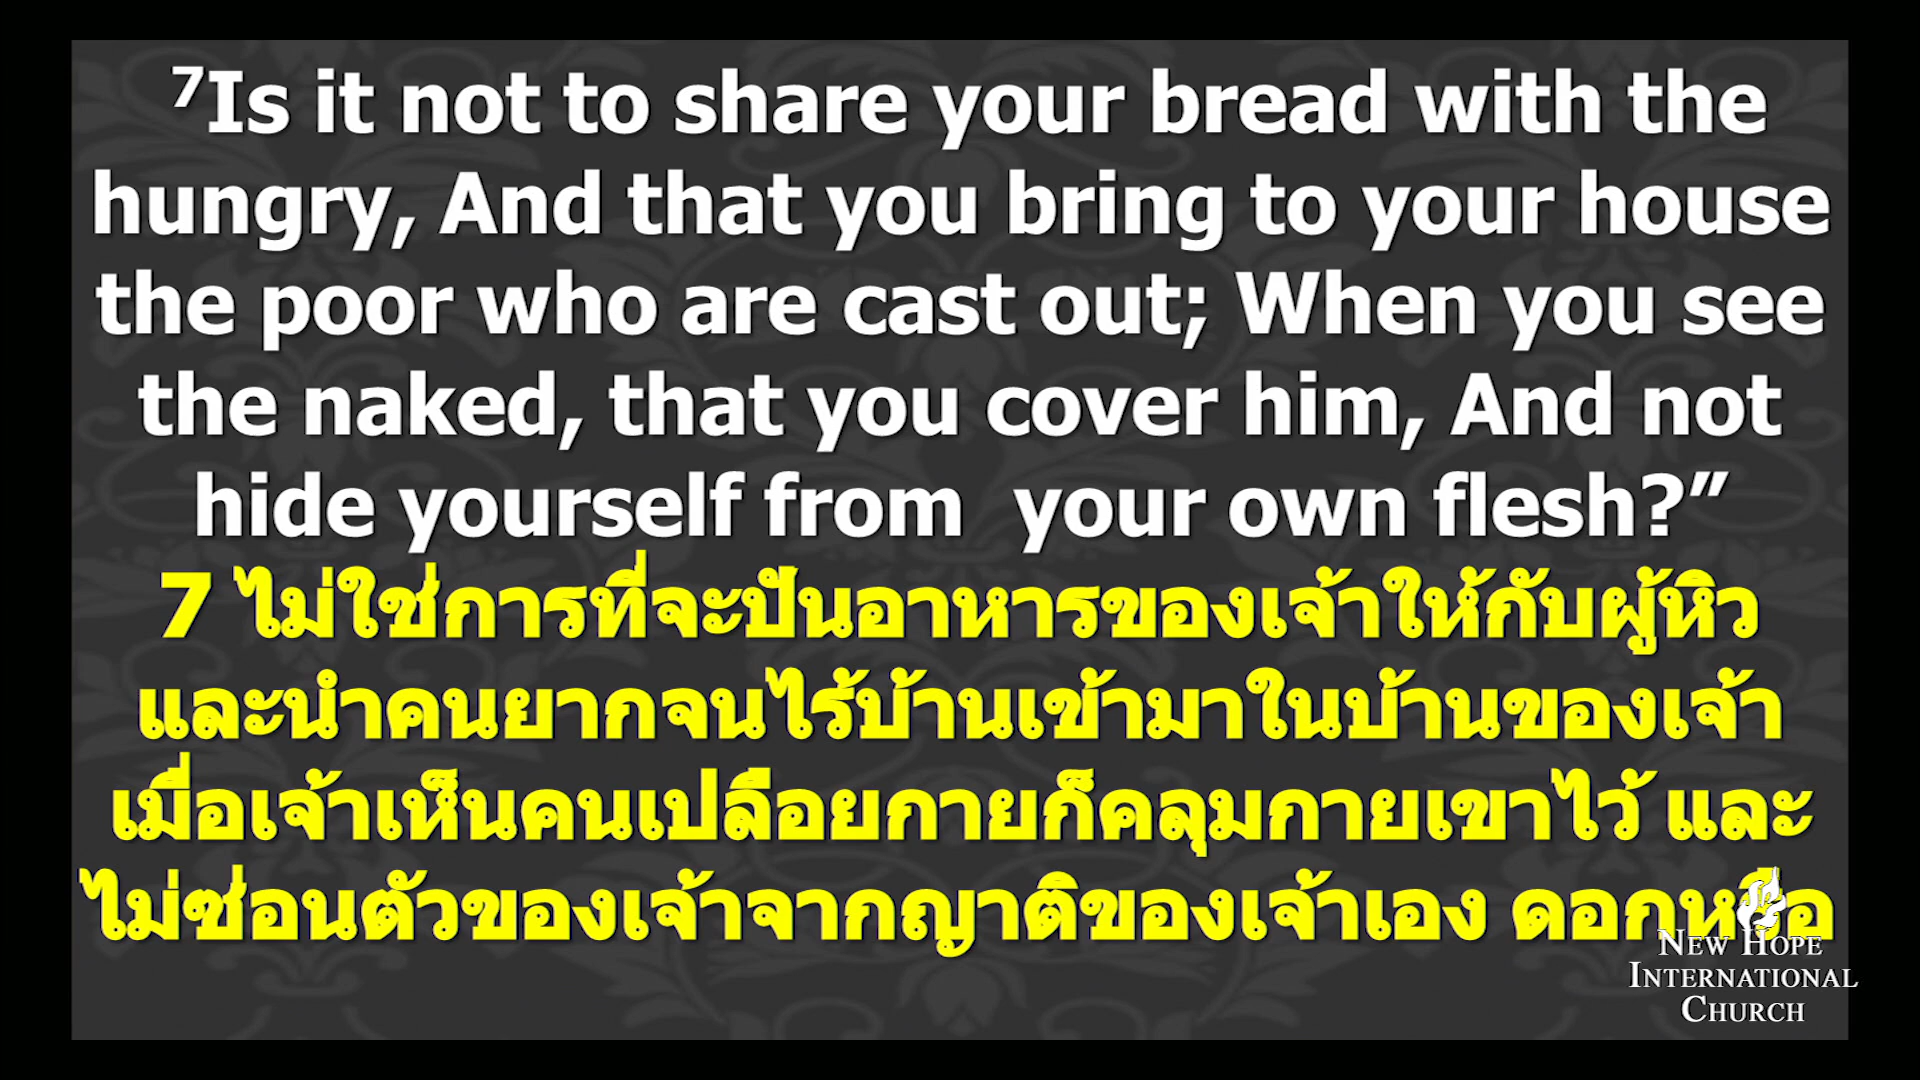 ⁷Is it not to share your bread with the
hungry, And that you bring to your house
the poor who are cast out; When you see
the naked, that you cover him, And not
hide yourself from  your own flesh?”
7 ไม่ใช่การที่จะปันอาหารของเจ้าให้กับผู้หิว
และนำคนยากจนไร้บ้านเข้ามาในบ้านของเจ้า
เมื่อเจ้าเห็นคนเปลือยกายก็คลุมกายเขาไว้ และ
ไม่ซ่อนตัวของเจ้าจากญาติของเจ้าเอง ดอกหรือ
NEW HOPE
INTERNATIONAL
CHURCH